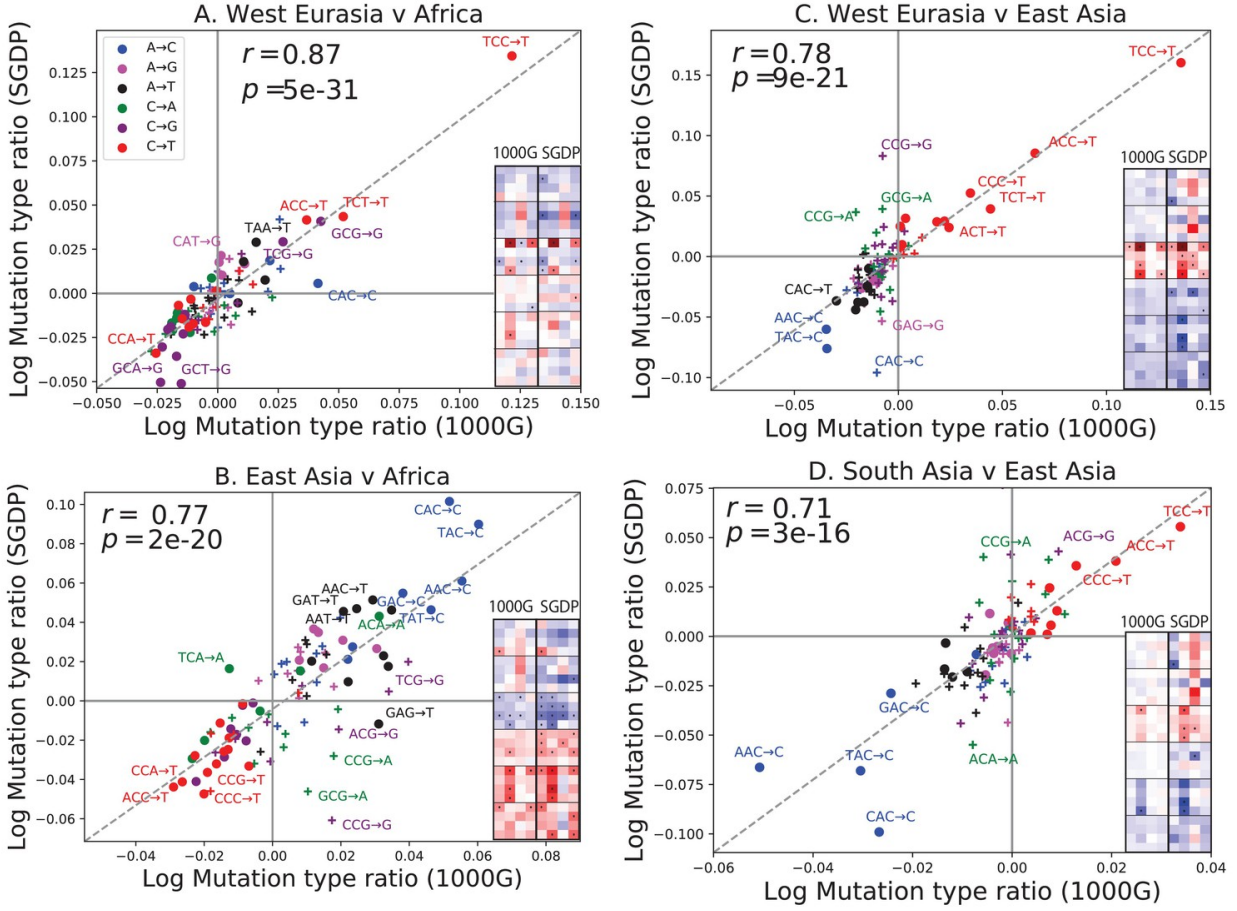 A. West Eurasia v Africa
Log Mutation type ratio (SGDP)
0.125
0.100
0.075
0.050
0.025
0.000
−0.025
−0.050
A→C
A→G
A→T
C→A
C→G
C→T
r = 0.87
p =5e-31
TCC→T
1000G SGDP
ACC→T
TCT→T
TAA→T
GCG→G
CAT→G
TCG→G
CAC→C
CCA→T
GCA→G
GCT→G
−0.050
−0.025
0.000
0.025
0.050
0.075
0.100
0.125
0.150
Log Mutation type ratio (1000G)
C. West Eurasia v East Asia
Log Mutation type ratio (SGDP)
0.15
0.10
0.05
0.00
−0.05
−0.10
r = 0.78
p =9e-21
TCC→T
CCG→G
ACC→T
1000G SGDP
CCC→T
GCG→A
TCT→T
CCG→A
ACT→T
CAC→T
AAC→C
GAG→G
TAC→C
CAC→C
−0.05
0.00
0.05
0.10
0.15
Log Mutation type ratio (1000G)
B. East Asia v Africa
Log Mutation type ratio (SGDP)
0.10
0.08
0.06
0.04
0.02
0.00
−0.02
−0.04
−0.06
r = 0.77
p = 2e-20
CAC→C
TAC→C
AAC→T
AAC→C
GAT→T
GAC→C
AAT→T
TAT→C
ACA→A
1000G SGDP
TCA→A
TCG→G
GAG→T
ACG→G
CCG→A
CCA→T
CCG→T
ACC→T
CCC→T
GCG→A
CCG→G
−0.04
−0.02
0.00
0.02
0.04
0.06
0.08
Log Mutation type ratio (1000G)
D. South Asia v East Asia
Log Mutation type ratio (SGDP)
0.075
0.050
0.025
0.000
−0.025
−0.050
−0.075
−0.100
r = 0.71
p = 3e-16
TCC→T
CCG→A
ACG→G
ACC→T
CCC→T
1000G SGDP
GAC→C
AAC→C
TAC→C
ACA→A
CAC→C
−0.06
−0.04
−0.02
0.00
0.02
0.04
Log Mutation type ratio (1000G)